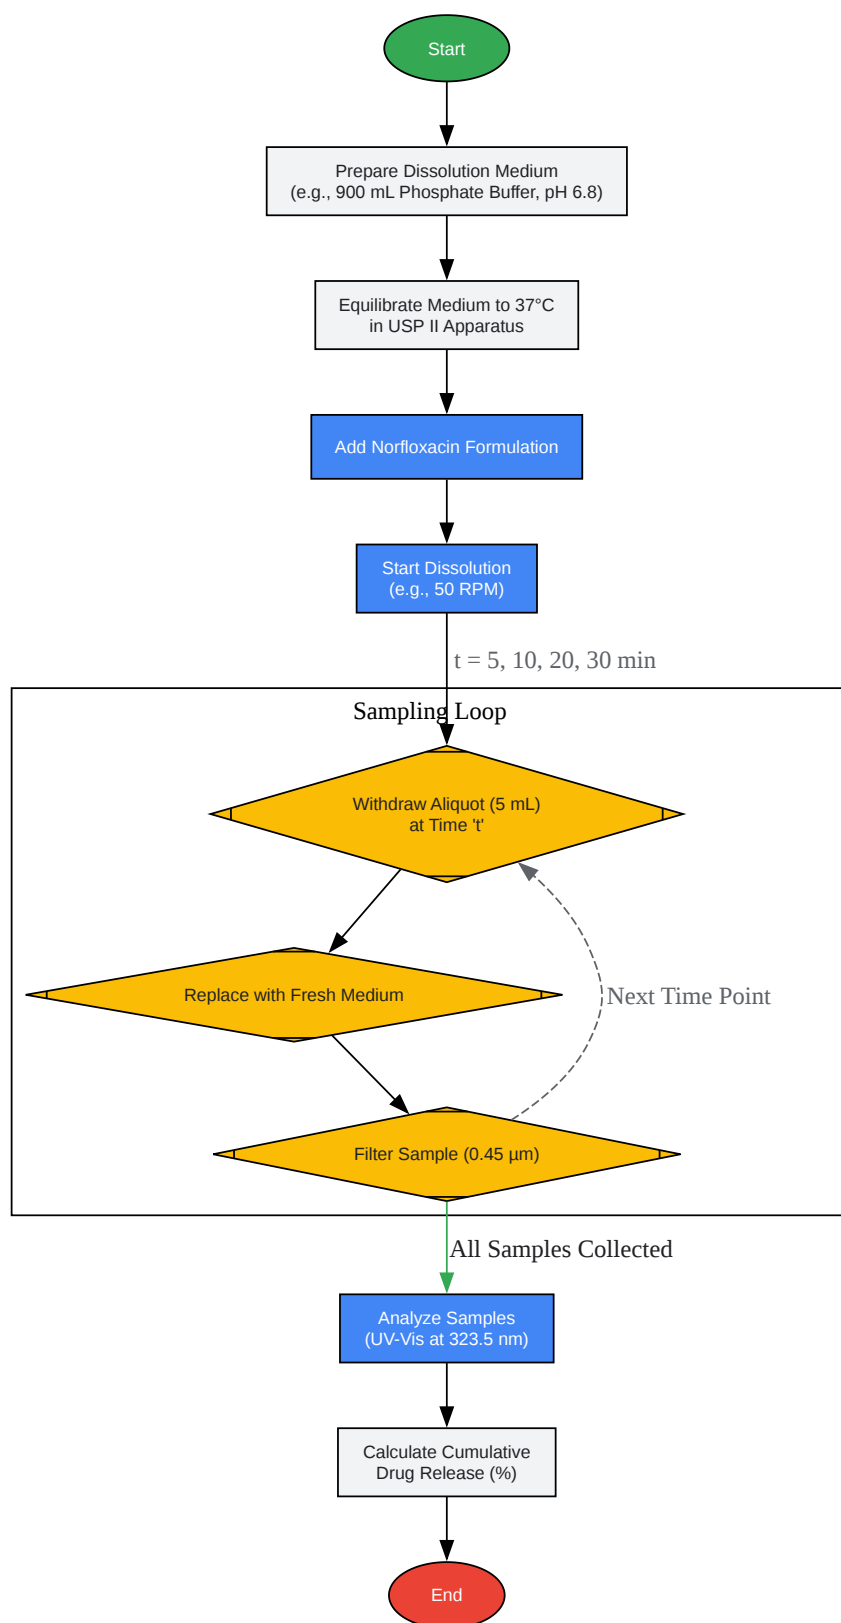 Start
Prepare Dissolution Medium
(e.g., 900 mL Phosphate Buffer, pH 6.8)
Equilibrate Medium to 37°C
in USP II Apparatus
Add Norfloxacin Formulation
Start Dissolution
(e.g., 50 RPM)
t = 5, 10, 20, 30 min
Sampling Loop
Withdraw Aliquot (5 mL)
at Time 't'
Replace with Fresh Medium
Next Time Point
Filter Sample (0.45 µm)
All Samples Collected
Analyze Samples
(UV-Vis at 323.5 nm)
Calculate Cumulative
Drug Release (%)
End